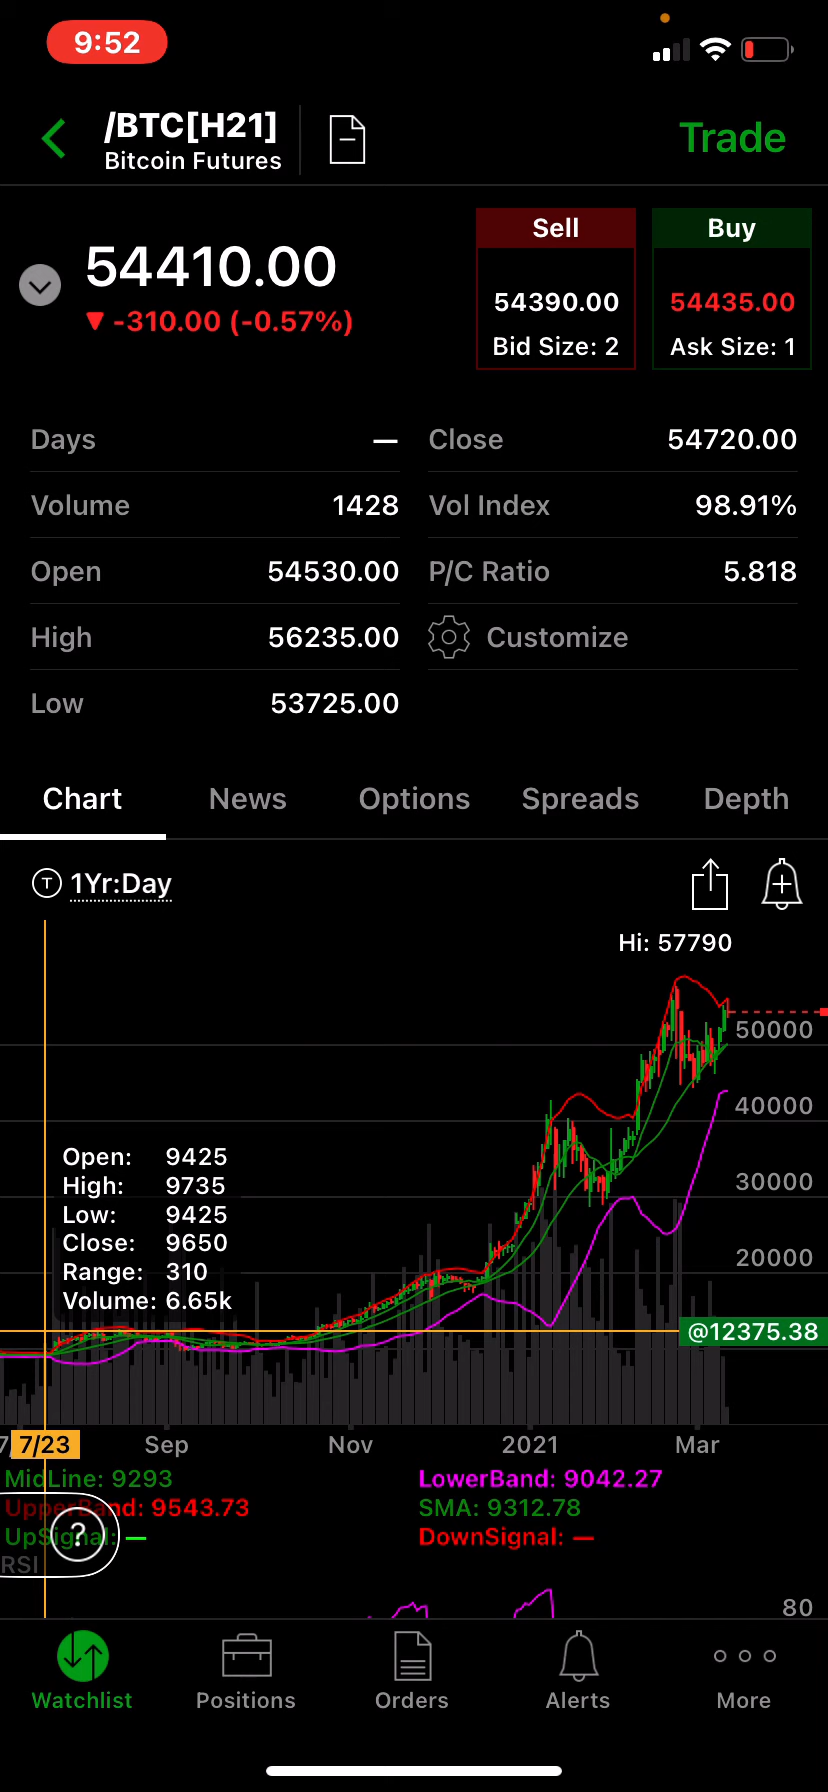 9:52
/BTC[H21]
Bitcoin Futures
Trade
54410.00
-310.00 (-0.57%)
Sell
54390.00
Bid Size: 2
Buy
54435.00
Ask Size: 1
Days —
Close 54720.00
Volume 1428
Vol Index 98.91%
Open 54530.00
P/C Ratio 5.818
High 56235.00
Customize
Low 53725.00
Chart News Options Spreads Depth
T 1Yr:Day
Hi: 57790
50000
40000
30000
20000
Open: 9425
High: 9735
Low: 9425
Close: 9650
Range: 310
Volume: 6.65k
@12375.38
7/23 Sep Nov 2021 Mar
MidLine: 9293
LowerBand: 9042.27
UpperBand: 9543.73
SMA: 9312.78
UpSignal: —
DownSignal: —
?
RSI
80
Watchlist Positions Orders Alerts More